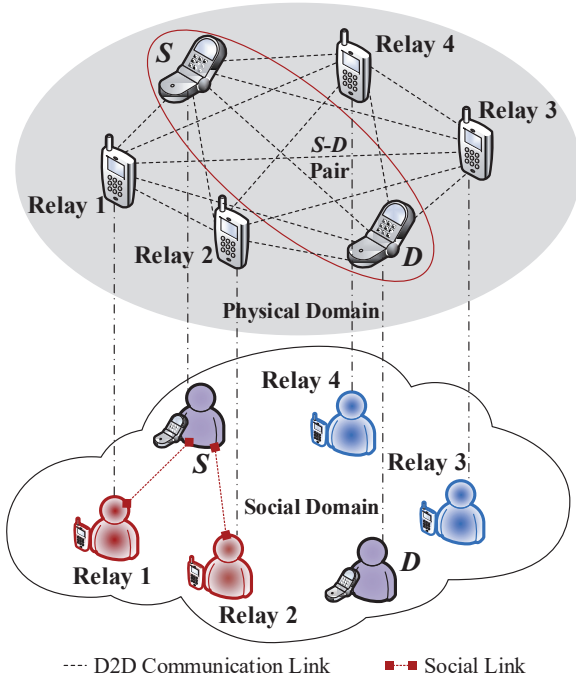 S
Relay 4
Relay 3
S-D
Pair
Relay 1
Relay 2
D
Physical Domain
Relay 4
Relay 3
S
Social Domain
Relay 1
D
Relay 2
D2D Communication Link
Social Link